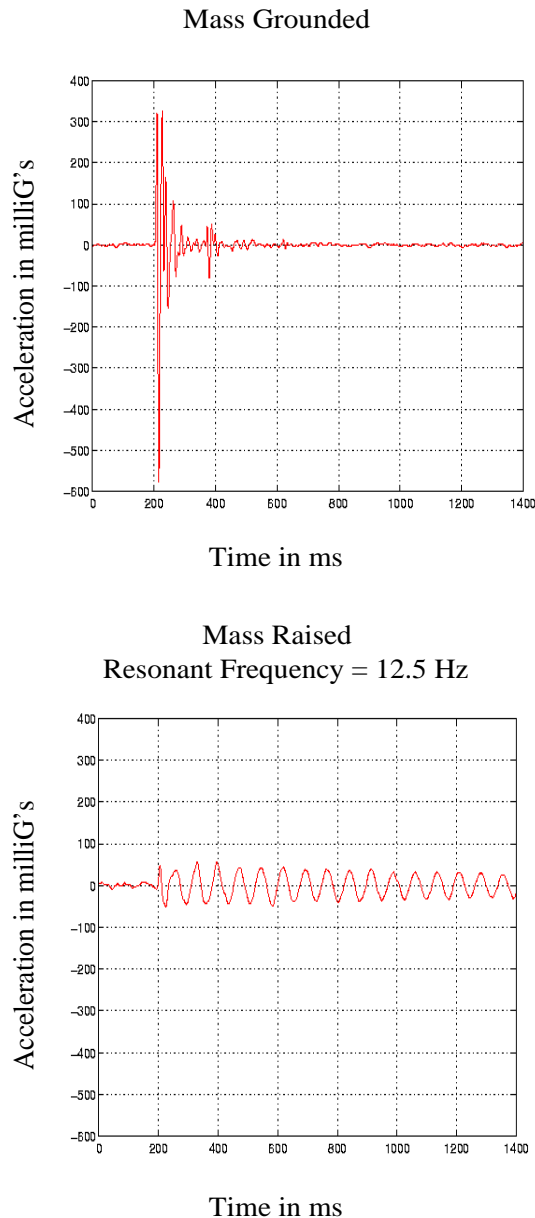 Mass Grounded
400
300
200
100
0
-100
-200
-300
-400
-500
-600
Acceleration in milliG's
0 200 400 600 800 1000 1200 1400
Time in ms
Mass Raised
Resonant Frequency = 12.5 Hz
400
300
200
100
0
-100
-200
-300
-400
-500
-600
Acceleration in milliG's
0 200 400 600 800 1000 1200 1400
Time in ms